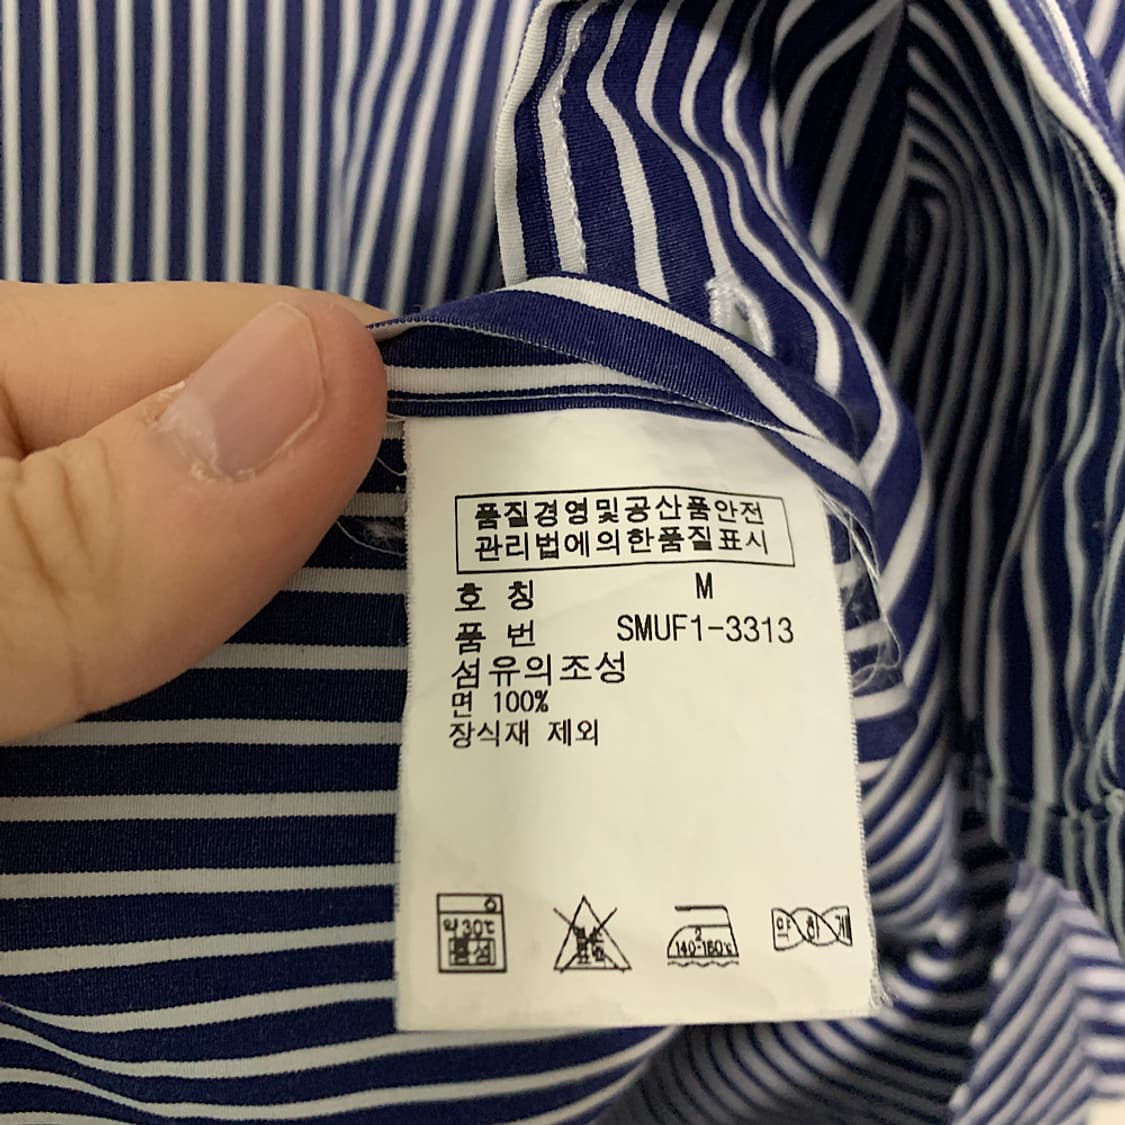 품질경영및공산품안전
관리법에의한품질표시
호 칭 M
품 번 SMUF1-3313
섬유의조성
면 100%
장식재 제외
약30℃
중성
2
140-160℃
약하게